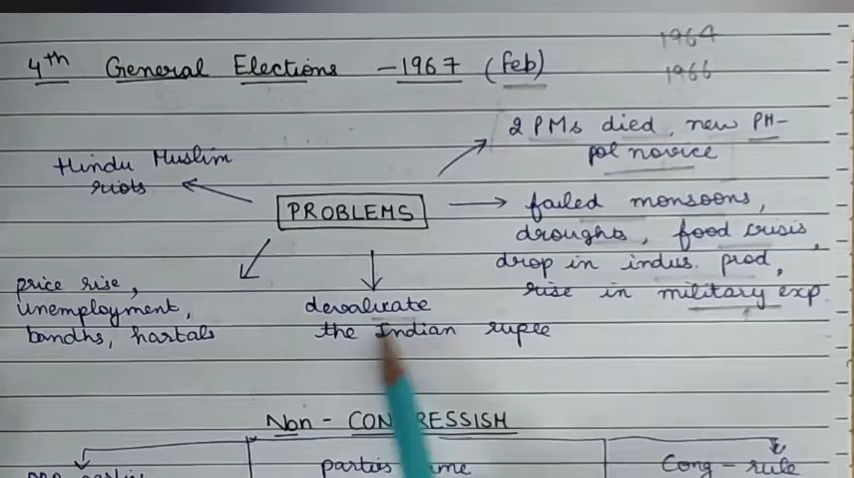 1964
4th General Elections - 1967 (Feb)
1966
2 PMs died, new PM-
pol novice
Hindu Muslim
riots
PROBLEMS
failed monsoons,
droughts, food crisis,
drop in indus. prod,
rise in military exp.
price rise,
unemployment,
bandhs, hartals
devaluate
the Indian rupee
Non-
parties
Cong-rule